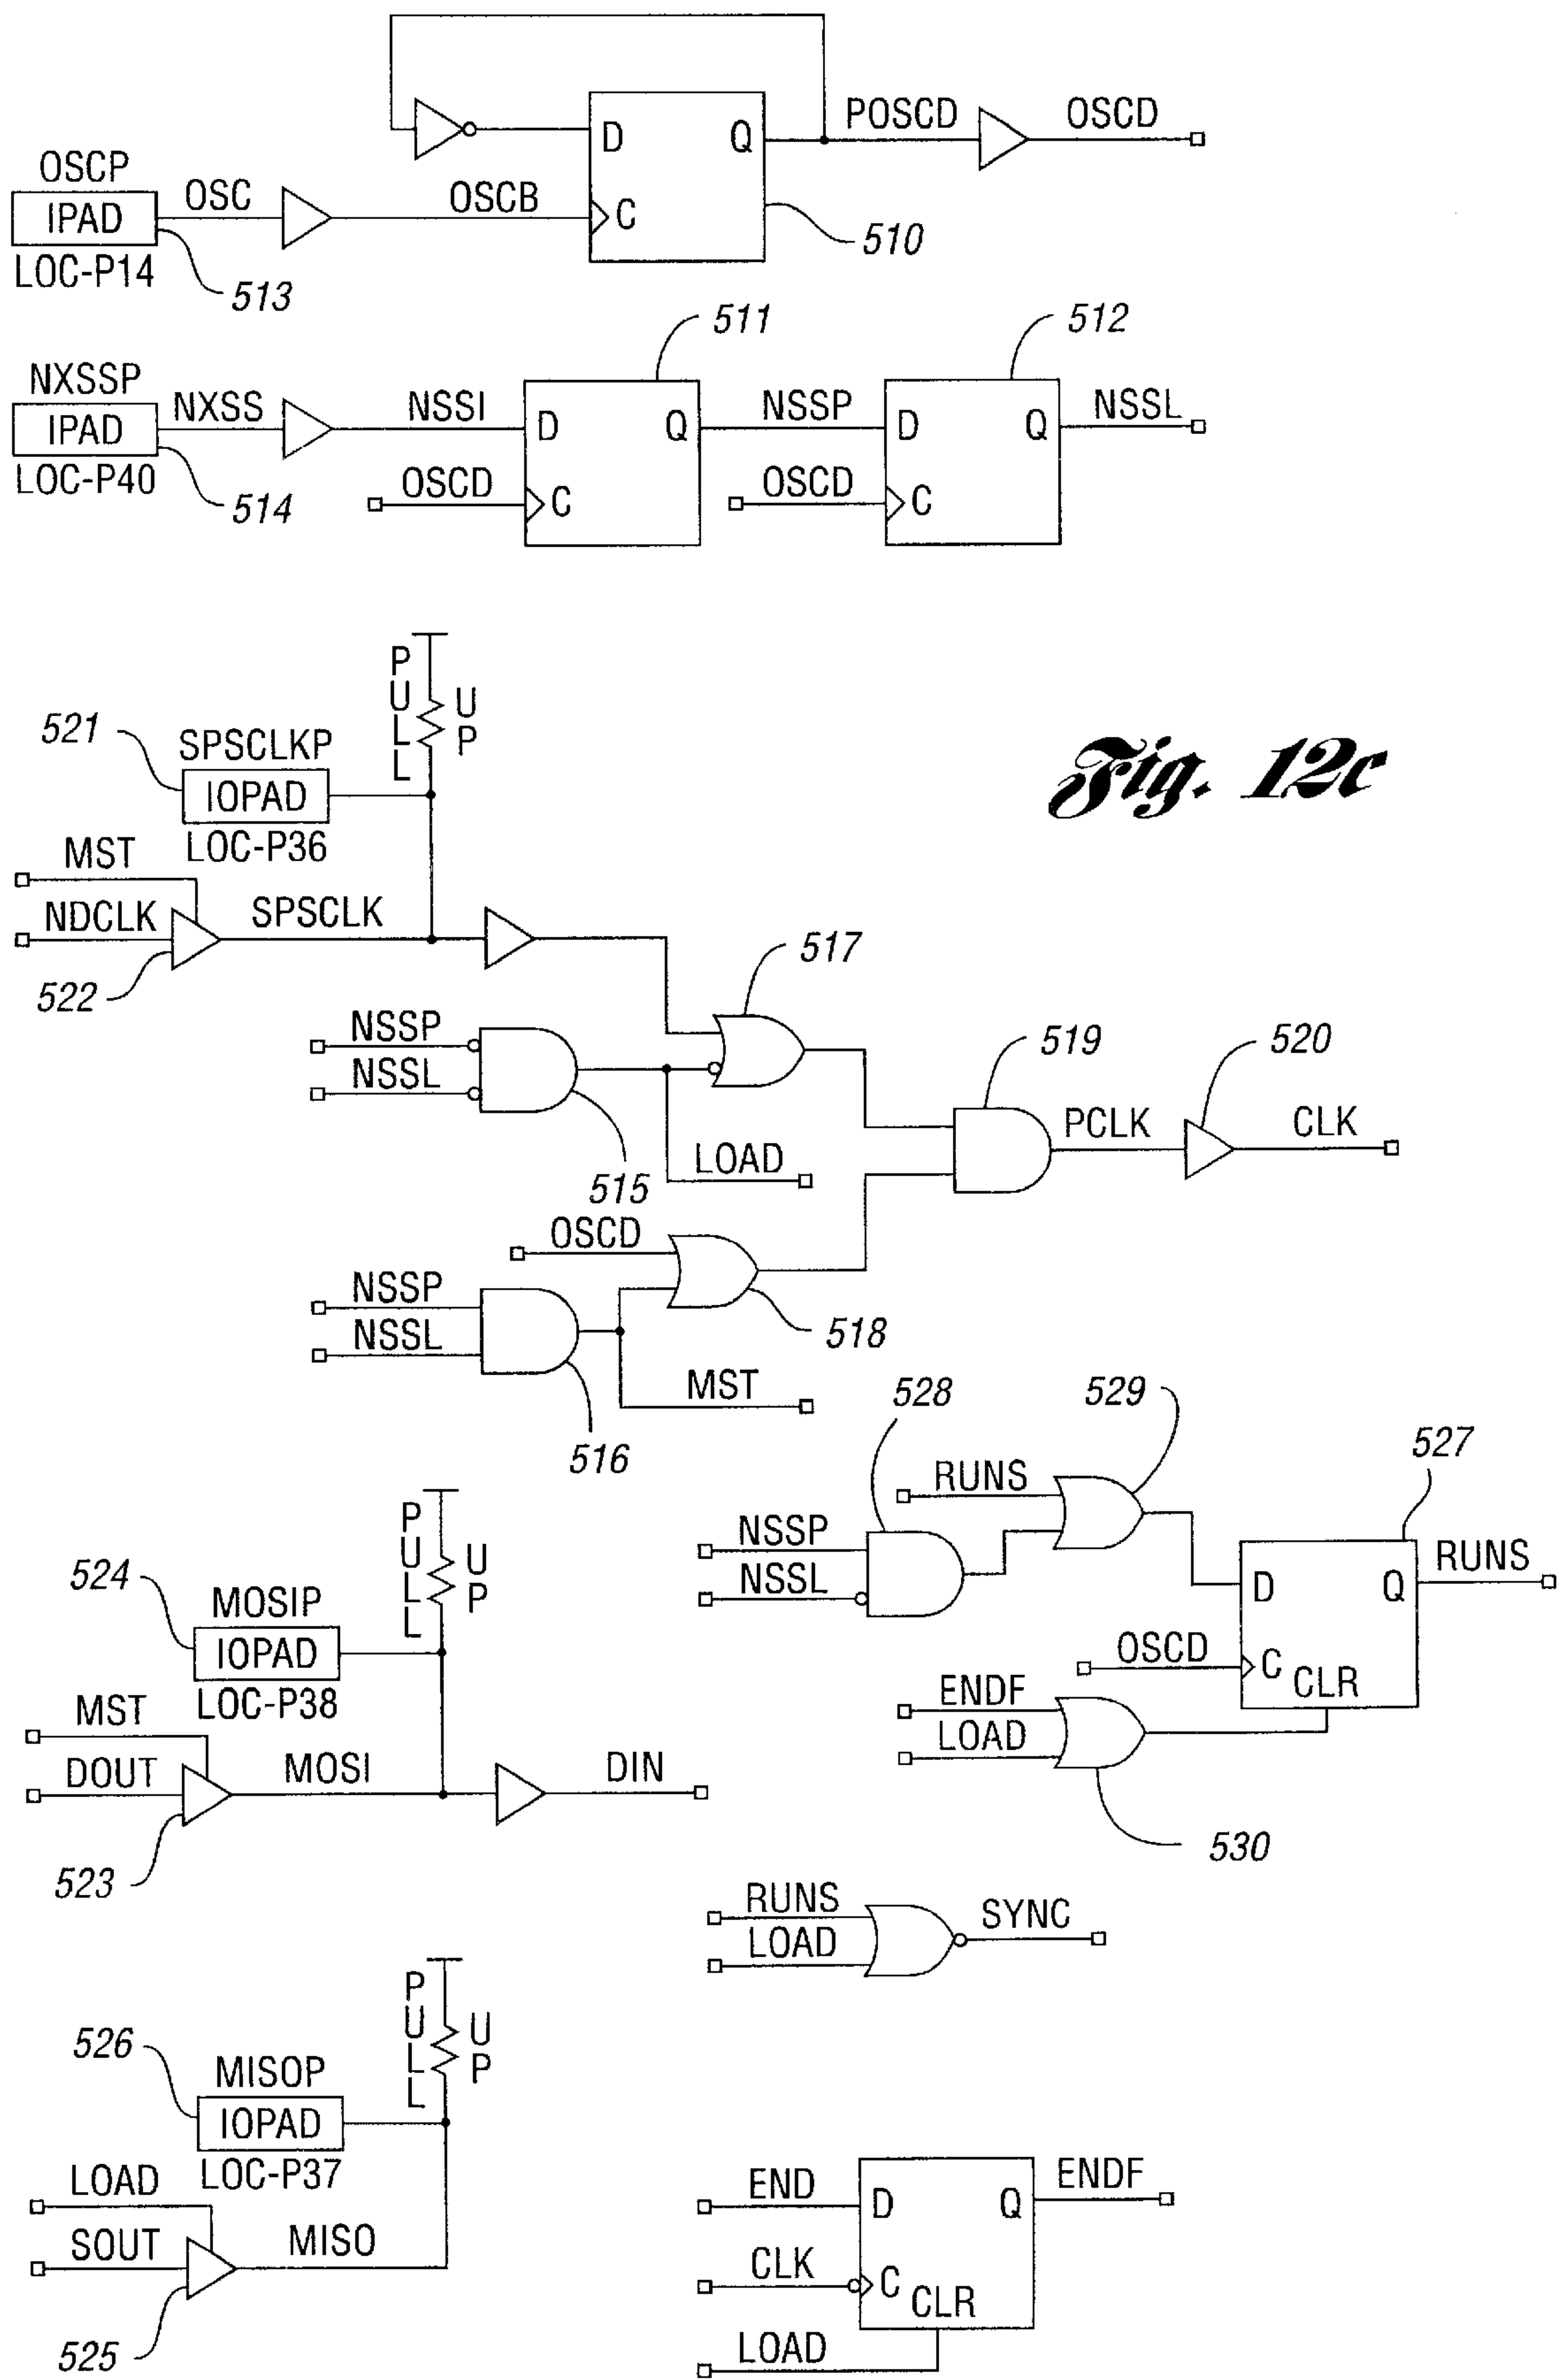 POSCD
OSCD
D
Q
OSCP
OSC
OSCB
IPAD
C
510
LOC-P14
513
511
512
NXSSP
NXSS
NSSI
NSSP
NSSL
IPAD
D
Q
D
Q
LOC-P40
OSCD
C
OSCD
C
514
PULL
UP
521
SPSCLKP
IOPAD
Fig. 12c
LOC-P36
MST
NDCLK
SPSCLK
517
522
NSSP
519
520
NSSL
PCLK
CLK
LOAD
515
OSCD
NSSP
NSSL
518
MST
528
529
516
527
RUNS
PULL
UP
NSSP
RUNS
524
NSSL
D
Q
MOSIP
IOPAD
OSCD
C
LOC-P38
ENDF
CLR
MST
LOAD
DOUT
MOSI
DIN
530
523
RUNS
SYNC
LOAD
PULL
UP
526
MISOP
IOPAD
LOC-P37
LOAD
END
D
Q
ENDF
SOUT
MISO
CLK
C
CLR
525
LOAD